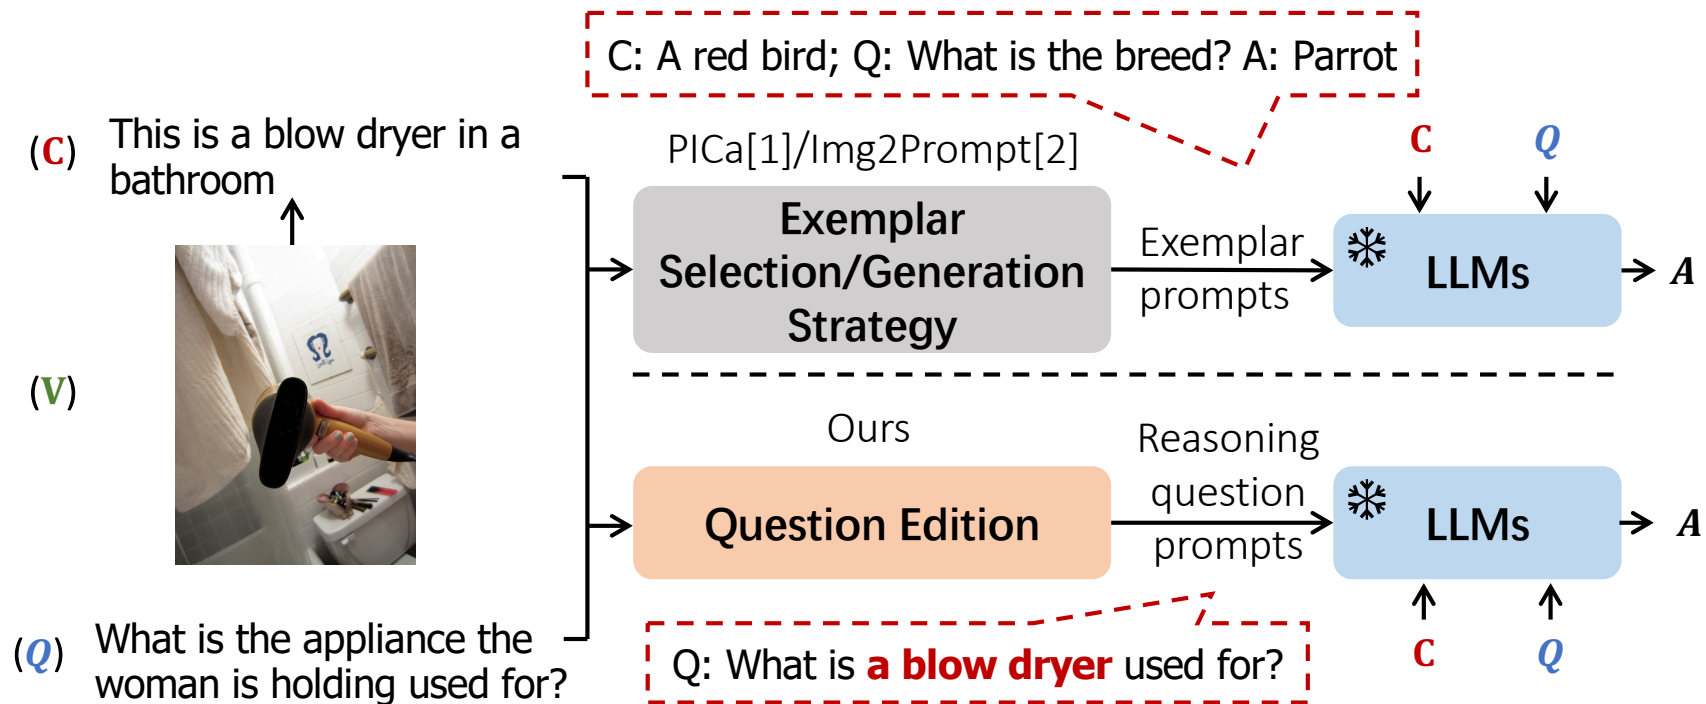 C: A red bird; Q: What is the breed? A: Parrot
(C) This is a blow dryer in a
bathroom
(V)
(Q) What is the appliance the
woman is holding used for?
PICa[1]/Img2Prompt[2]
Exemplar
Selection/Generation
Strategy
Exemplar
prompts
C Q
LLMs
A
Ours
Question Edition
Reasoning
question
prompts
LLMs
A
C Q
Q: What is a blow dryer used for?